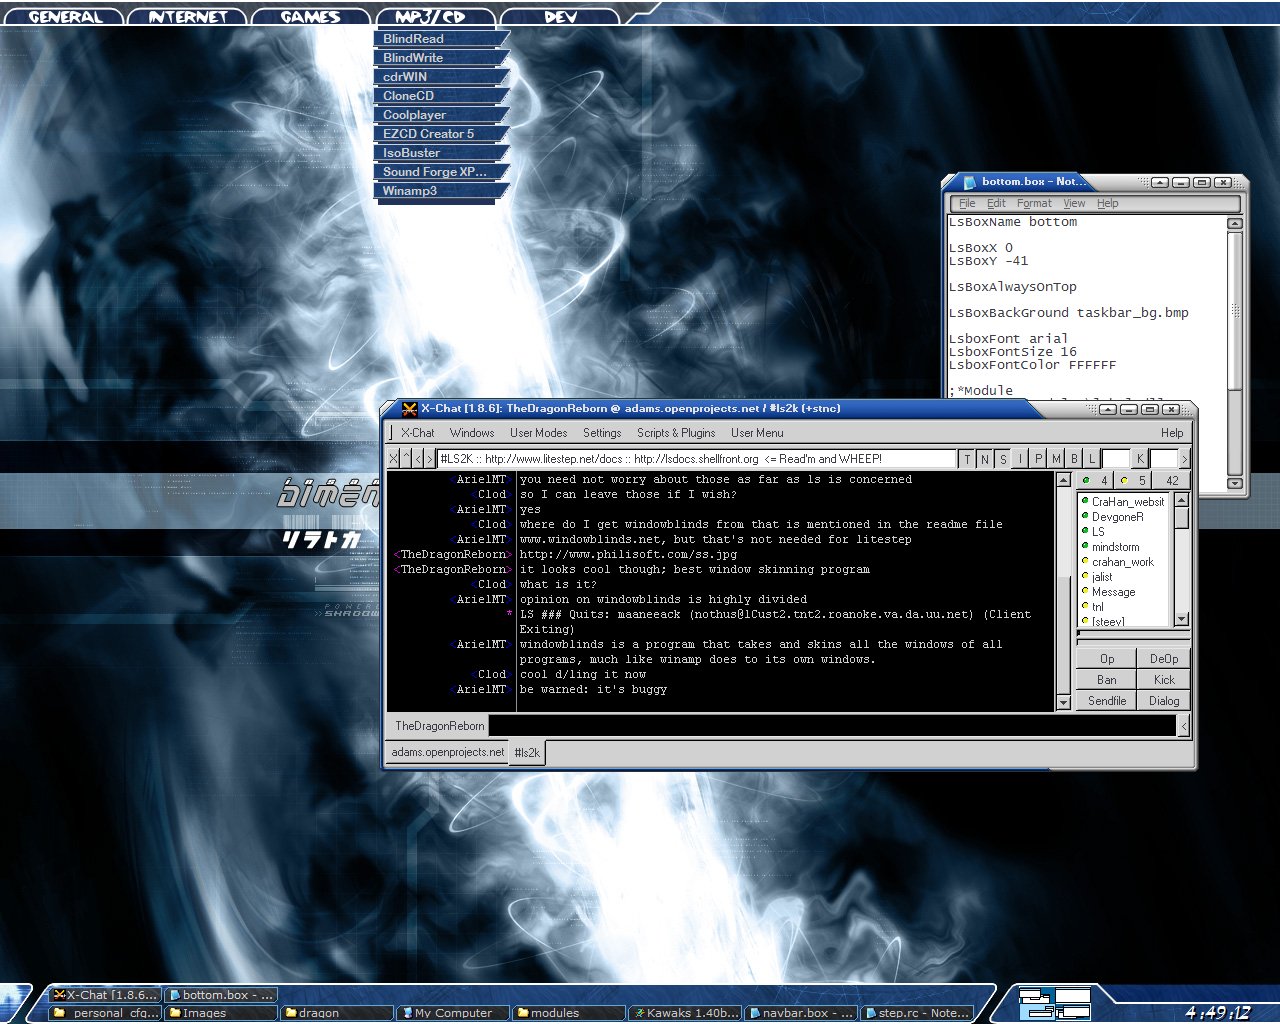 GENERAL
INTERNET
GAMES
MP3/CD
DEV
BlindRead
BlindWrite
cdrWIN
CloneCD
Coolplayer
EZCD Creator 5
IsoBuster
Sound Forge XP...
Winamp3
bottom.box - Not...
File Edit Format View Help
LsBoxName bottom
LsBoxX 0
LsBoxY -41
LsBoxAlwaysOnTop
LsBoxBackGround taskbar_bg.bmp
LsboxFont arial
LsboxFontSize 16
LsboxFontColor FFFFFF
;*Module
X-Chat [1.8.6]: TheDragonReborn @ adams.openprojects.net / #ls2k (+stnc)
X-Chat Windows User Modes Settings Scripts & Plugins User Menu Help
X ^ < > #LS2K :: http://www.litestep.net/docs :: http://lsdocs.shellfront.org <= Read'm and WHEEP! T N S I P M B L K >
<ArielMT> you need not worry about those as far as ls is concerned
<Clod> so I can leave those if I wish?
<ArielMT> yes
<Clod> where do I get windowblinds from that is mentioned in the readme file
<ArielMT> www.windowblinds.net, but that's not needed for litestep
<TheDragonReborn> http://www.philisoft.com/ss.jpg
<TheDragonReborn> it looks cool though; best window skinning program
<Clod> what is it?
<ArielMT> opinion on windowblinds is highly divided
* LS ### Quits: maaneeack (nothus@1Cust2.tnt2.roanoke.va.da.uu.net) (Client
Exiting)
<ArielMT> windowblinds is a program that takes and skins all the windows of all
programs, much like winamp does to its own windows.
<Clod> cool d/ling it now
<ArielMT> be warned: it's buggy
4 5 42
CraHan_websit
DevgoneR
LS
mindstorm
crahan_work
jalist
Message
tnl
[steev]
Op DeOp
Ban Kick
Sendfile Dialog
TheDragonReborn <
adams.openprojects.net #ls2k
リラトカ
POWERE
SHADOW
X-Chat [1.8.6... bottom.box - ...
personal_cfg... Images dragon My Computer modules Kawaks 1.40b... navbar.box - ... step.rc - Note...
4:49:12